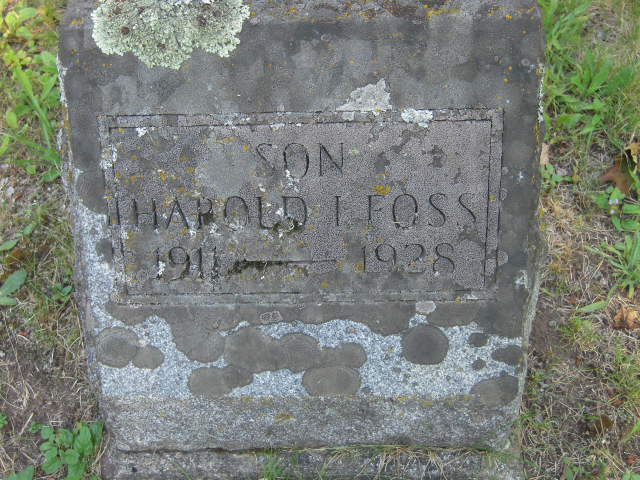 SON
HAROLD I FOSS
1911 — 1928